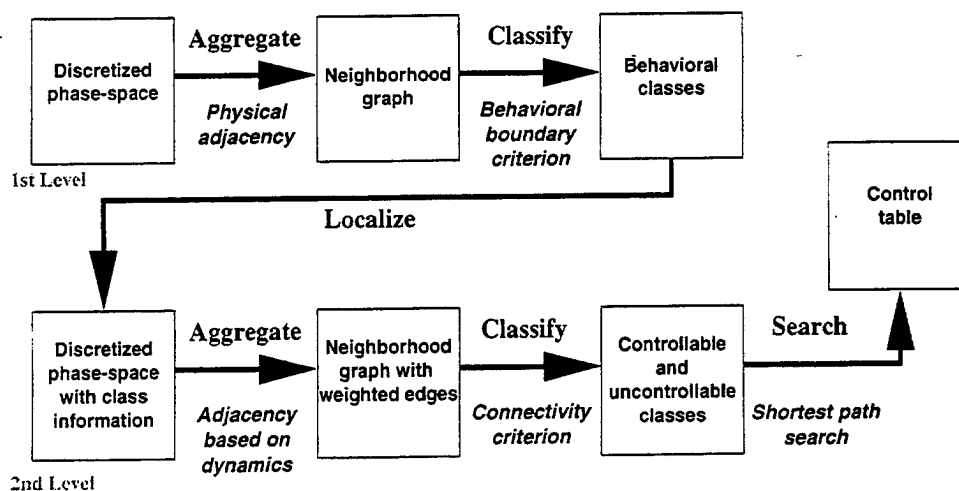 Aggregate
Classify
Discretized
phase-space
Neighborhood
graph
Behavioral
classes
Physical
adjacency
Behavioral
boundary
criterion
1st Level
Localize
Control
table
Aggregate
Classify
Search
Discretized
phase-space
with class
information
Neighborhood
graph with
weighted edges
Controllable
and
uncontrollable
classes
Adjacency
based on
dynamics
Connectivity
criterion
Shortest path
search
2nd Level